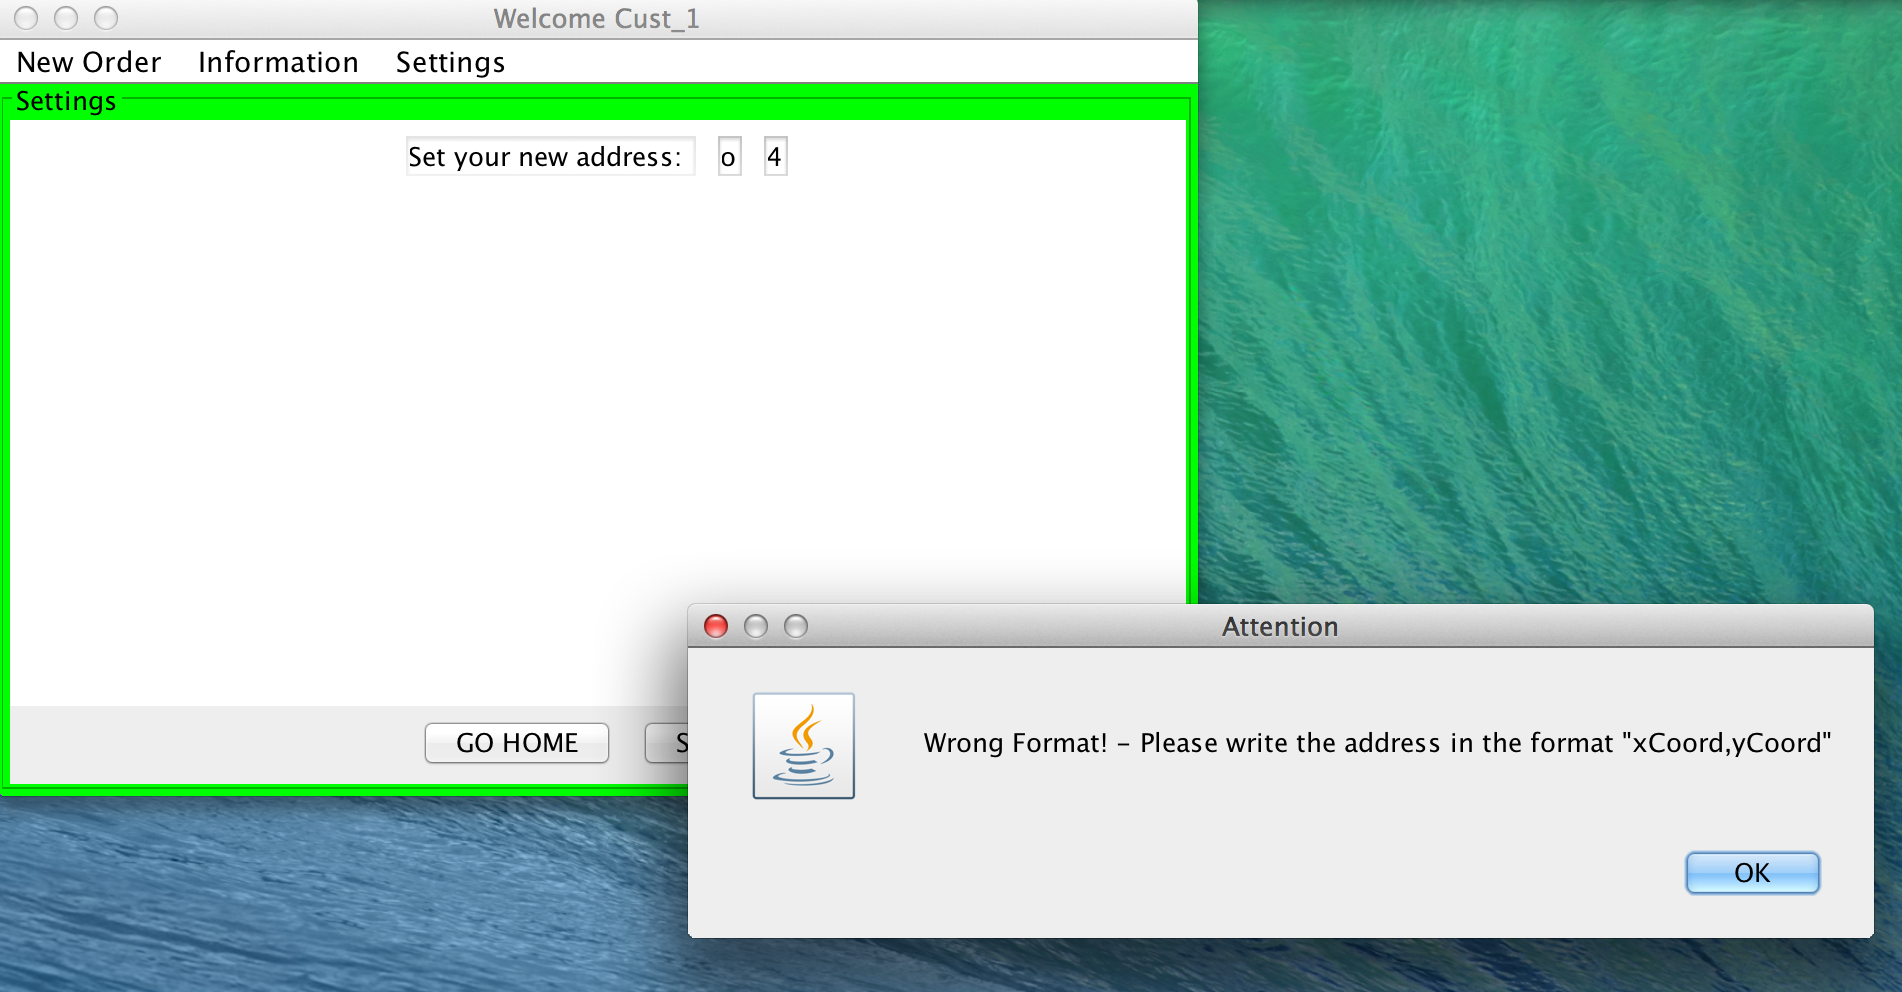 Welcome Cust_1
New Order Information Settings
Settings
Set your new address: o 4
GO HOME S
Attention
Wrong Format! - Please write the address in the format "xCoord,yCoord"
OK